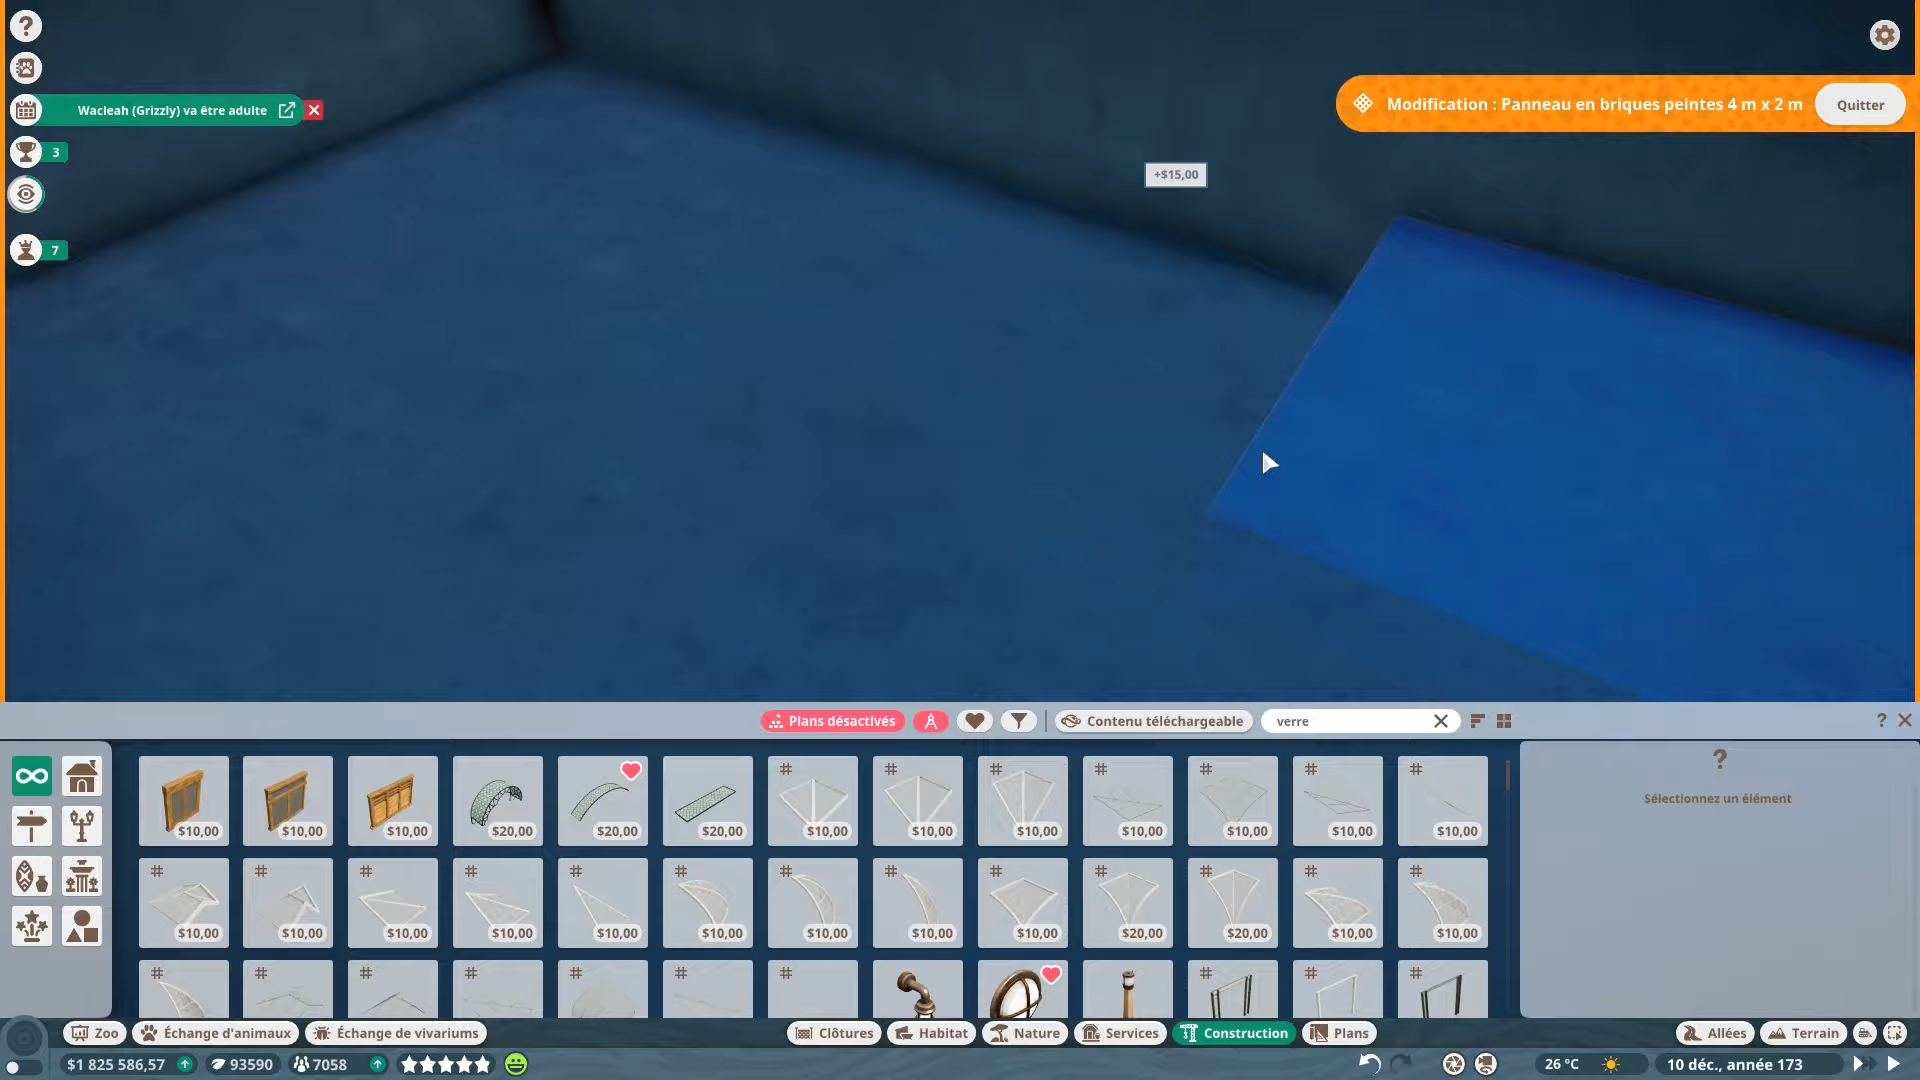 ?
Wacleah (Grizzly) va être adulte
3
7
Modification : Panneau en briques peintes 4 m x 2 m
Quitter
+$15,00
Plans désactivés
Contenu téléchargeable
verre
?
?
Sélectionnez un élément
$10,00 $10,00 $10,00 $20,00 $20,00 $20,00 $10,00 $10,00 $10,00 $10,00 $10,00 $10,00 $10,00
$10,00 $10,00 $10,00 $10,00 $10,00 $10,00 $10,00 $10,00 $10,00 $20,00 $20,00 $10,00 $10,00
Zoo
Échange d'animaux
Échange de vivariums
Clôtures
Habitat
Nature
Services
Construction
Plans
Allées
Terrain
$1 825 586,57
93590
7058
26 °C
10 déc., année 173